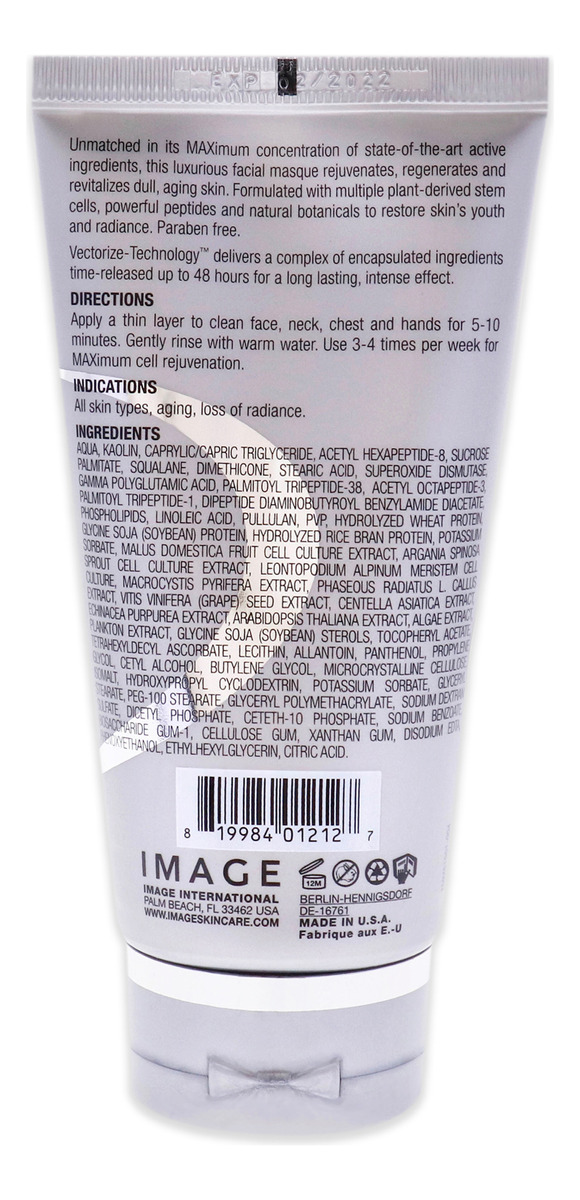 EXP 02/2022
Unmatched in its MAXimum concentration of state-of-the-art active
ingredients, this luxurious facial masque rejuvenates, regenerates and
revitalizes dull, aging skin. Formulated with multiple plant-derived stem
cells, powerful peptides and natural botanicals to restore skin's youth
and radiance. Paraben free.
Vectorize-Technology™ delivers a complex of encapsulated ingredients
time-released up to 48 hours for a long lasting, intense effect.
DIRECTIONS
Apply a thin layer to clean face, neck, chest and hands for 5-10
minutes. Gently rinse with warm water. Use 3-4 times per week for
MAXimum cell rejuvenation.
INDICATIONS
All skin types, aging, loss of radiance.
INGREDIENTS
AQUA, KAOLIN, CAPRYLIC/CAPRIC TRIGLYCERIDE, ACETYL HEXAPEPTIDE-8, SUCROSE
PALMITATE, SQUALANE, DIMETHICONE, STEARIC ACID, SUPEROXIDE DISMUTASE,
GAMMA POLYGLUTAMIC ACID, PALMITOYL TRIPEPTIDE-38, ACETYL OCTAPEPTIDE-3,
PALMITOYL TRIPEPTIDE-1, DIPEPTIDE DIAMINOBUTYROYL BENZYLAMIDE DIACETATE,
PHOSPHOLIPIDS, LINOLEIC ACID, PULLULAN, PVP, HYDROLYZED WHEAT PROTEIN,
GLYCINE SOJA (SOYBEAN) PROTEIN, HYDROLYZED RICE BRAN PROTEIN, POTASSIUM
SORBATE, MALUS DOMESTICA FRUIT CELL CULTURE EXTRACT, ARGANIA SPINOSA
SPROUT CELL CULTURE EXTRACT, LEONTOPODIUM ALPINUM MERISTEM CELL
CULTURE, MACROCYSTIS PYRIFERA EXTRACT, PHASEOUS RADIATUS L. CALLUS
EXTRACT, VITIS VINIFERA (GRAPE) SEED EXTRACT, CENTELLA ASIATICA EXTRACT,
ECHINACEA PURPUREA EXTRACT, ARABIDOPSIS THALIANA EXTRACT, ALGAE EXTRACT,
PLANKTON EXTRACT, GLYCINE SOJA (SOYBEAN) STEROLS, TOCOPHERYL ACETATE,
TETRAHEXYLDECYL ASCORBATE, LECITHIN, ALLANTOIN, PANTHENOL, PROPYLENE
GLYCOL, CETYL ALCOHOL, BUTYLENE GLYCOL, MICROCRYSTALLINE CELLULOSE,
ISOMALT, HYDROXYPROPYL CYCLODEXTRIN, POTASSIUM SORBATE, GLYCERYL
STEARATE, PEG-100 STEARATE, GLYCERYL POLYMETHACRYLATE, SODIUM DEXTRAN
SULFATE, DICETYL PHOSPHATE, CETETH-10 PHOSPHATE, SODIUM BENZOATE,
BIOSACCHARIDE GUM-1, CELLULOSE GUM, XANTHAN GUM, DISODIUM EDTA,
PHENOXYETHANOL, ETHYLHEXYLGLYCERIN, CITRIC ACID.
8 19984 01212 7
IMAGE
IMAGE INTERNATIONAL
PALM BEACH, FL 33462 USA
WWW.IMAGESKINCARE.COM
12M
BERLIN-HENNIGSDORF
DE-16761
MADE IN U.S.A.
Fabrique aux E.-U